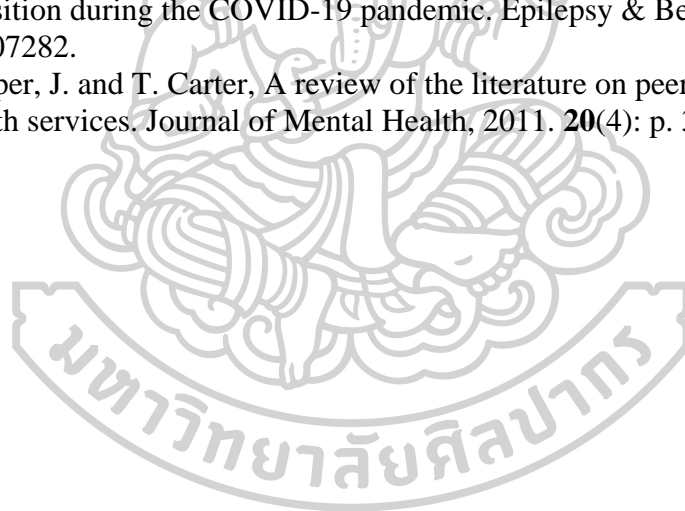 sition during the COVID-19 pandemic. Epilepsy & Be
07282.
per, J. and T. Carter, A review of the literature on peer
th services. Journal of Mental Health, 2011. 20(4): p. 3
มหาวิทยาลัยศิลปากร